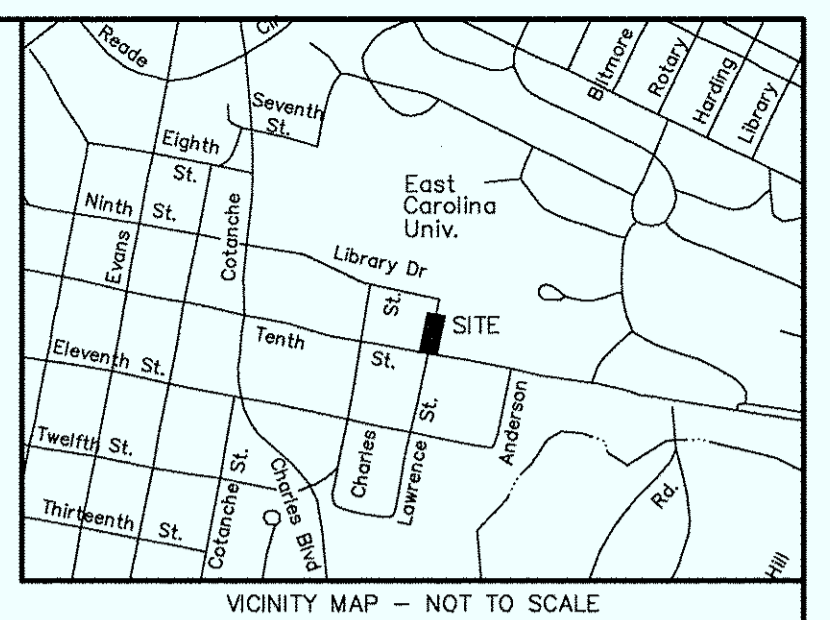 Reade
Cir
Biltmore
Rotary
Harding
Library
Seventh
St.
Eighth
St.
East
Carolina
Univ.
Ninth St.
Evans
Cotanche
Library Dr
St.
SITE
Tenth
St.
Eleventh St.
Anderson
St.
Twelfth St.
Charles
Lawrence
Cotanche St.
Charles Blvd
Rd.
Thirteenth St.
Hill
VICINITY MAP – NOT TO SCALE